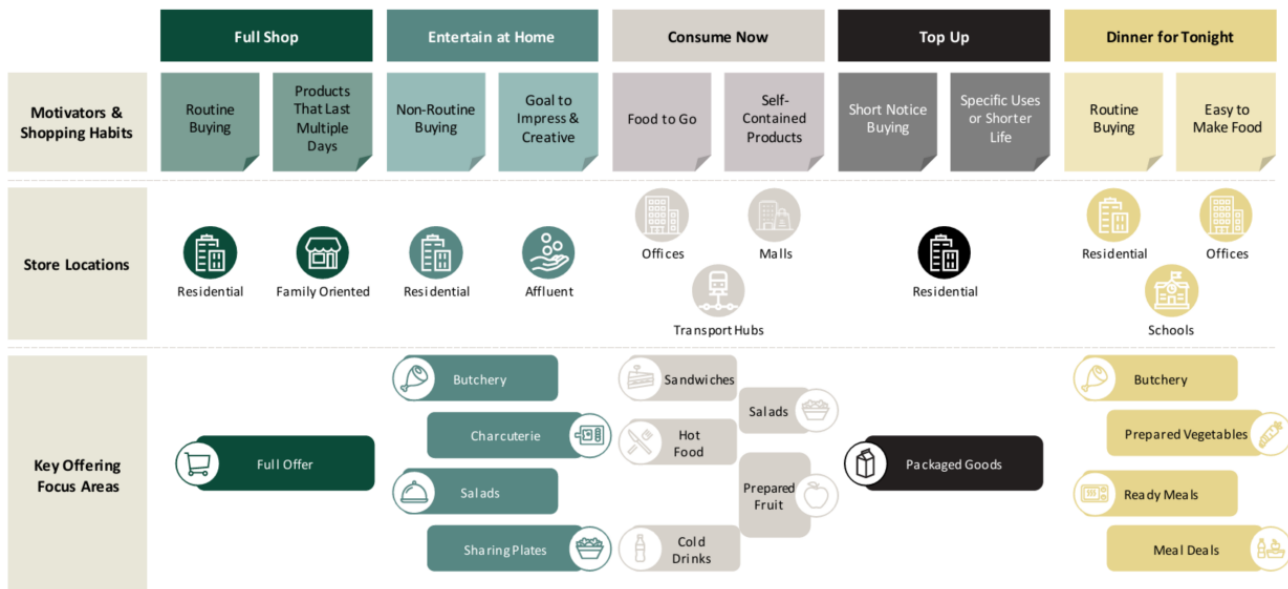 Full Shop
Entertain at Home
Consume Now
Top Up
Dinner for Tonight
Motivators &
Shopping Habits
Routine
Buying
Products
That Last
Multiple
Days
Non-Routine
Buying
Goal to
Impress &
Creative
Food to Go
Self-
Contained
Products
Short Notice
Buying
Specific Uses
or Shorter
Life
Routine
Buying
Easy to
Make Food
Store Locations
Residential
Family Oriented
Residential
Affluent
Offices
Malls
Transport Hubs
Residential
Residential
Offices
Schools
Key Offering
Focus Areas
Full Offer
Butchery
Charcuterie
Salads
Sharing Plates
Sandwiches
Salads
Hot
Food
Prepared
Fruit
Cold
Drinks
Packaged Goods
Butchery
Prepared Vegetables
Ready Meals
Meal Deals